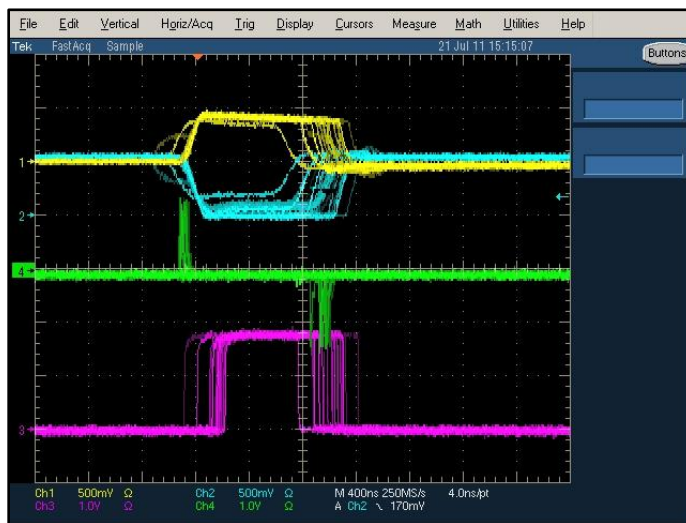 File Edit Vertical Horiz/Acq Trig Display Cursors Measure Math Utilities Help
Tek FastAcq Sample 21 Jul 11 15:15:07 Buttons
1
2
4
3
Ch1 500mV Ω Ch2 500mV Ω M 400ns 250MS/s 4.0ns/pt
Ch3 1.0V Ω Ch4 1.0V Ω A Ch2 \ 170mV